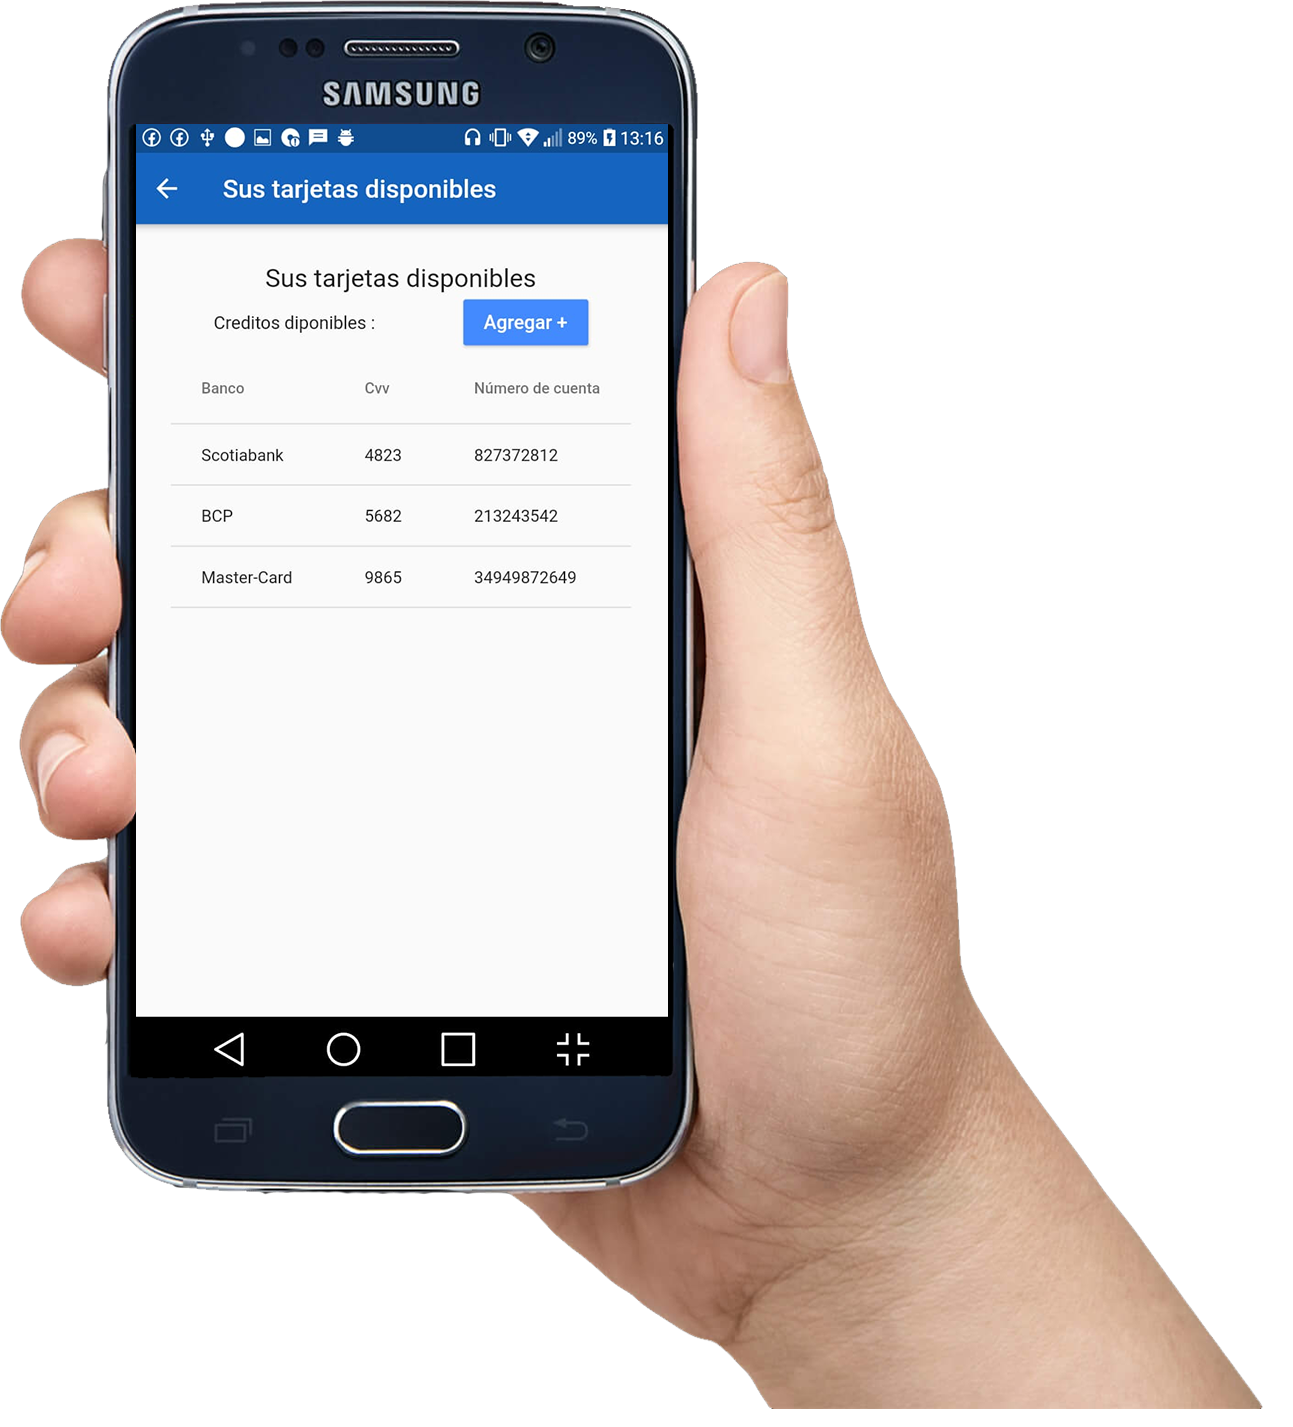 SAMSUNG
89% 13:16
Sus tarjetas disponibles
Sus tarjetas disponibles
Creditos diponibles : Agregar +
Banco Cvv Número de cuenta
Scotiabank 4823 827372812
BCP 5682 213243542
Master-Card 9865 34949872649